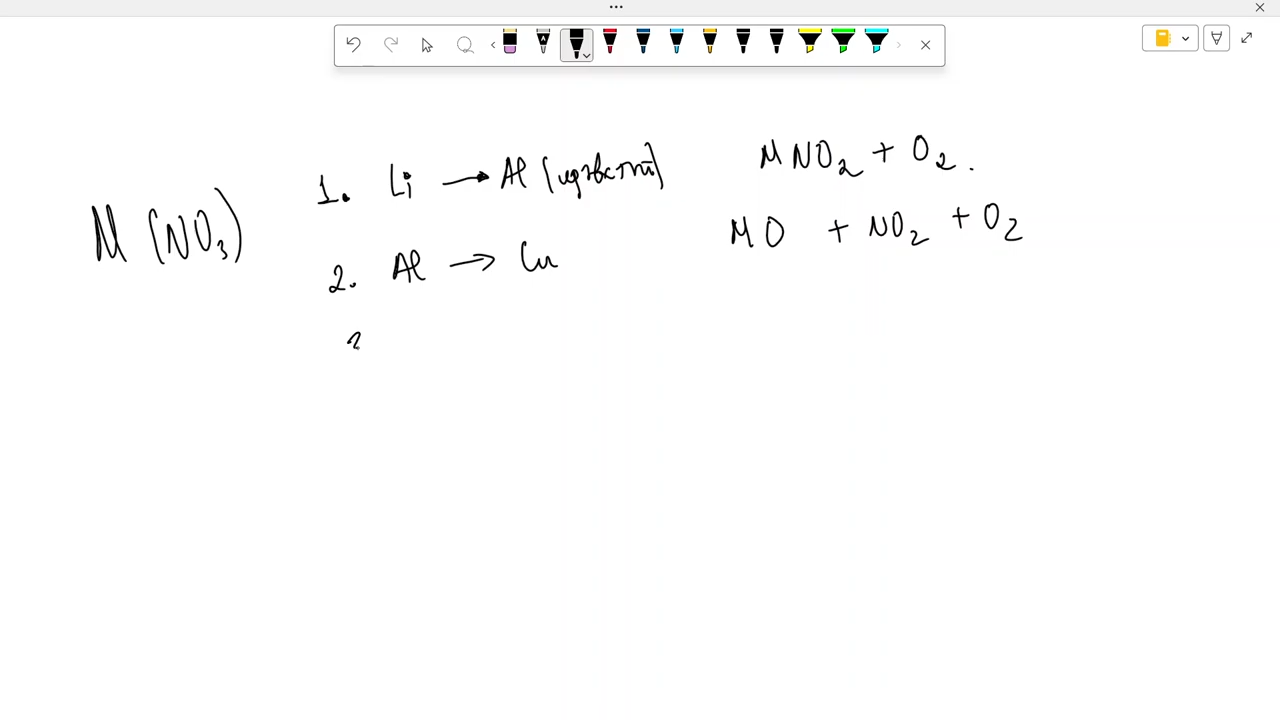 M (NO3)
1. Li → Al MNO2 + O2.
2. Al → Cu MO + NO2 + O2